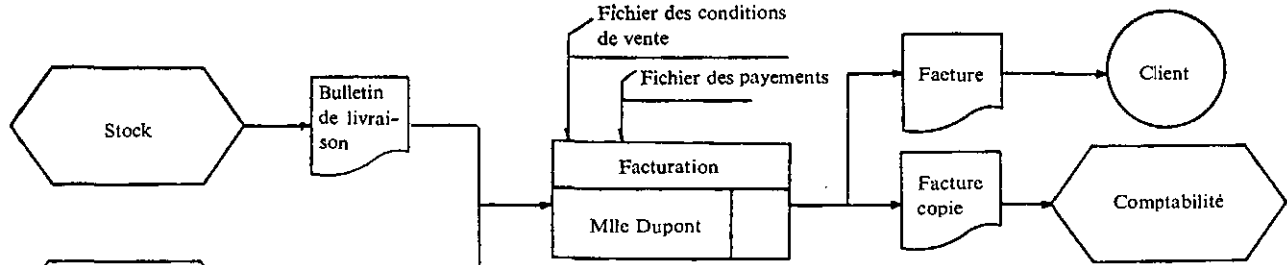 Fichier des conditions
de vente
Fichier des payements
Stock
Bulletin
de livrai-
son
Facturation
Mlle Dupont
Facture
Client
Facture
copie
Comptabilité